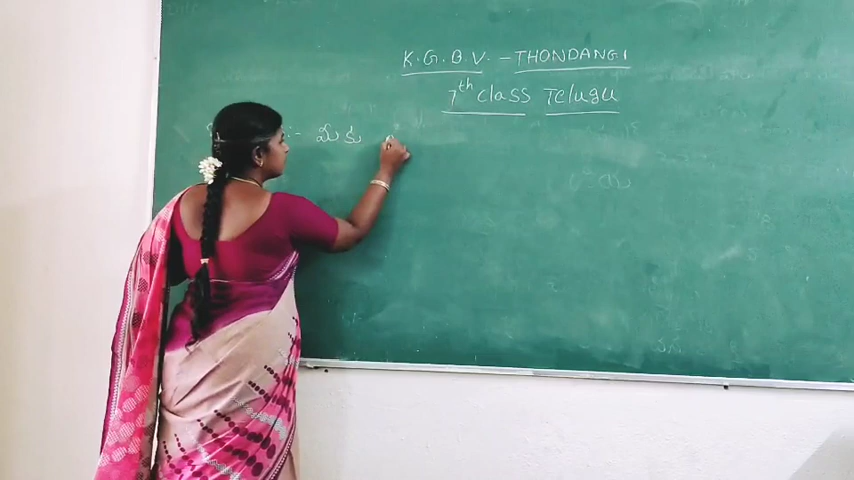 K.G.B.V. - THONDANGI
7th class Telugu
:- మీకు